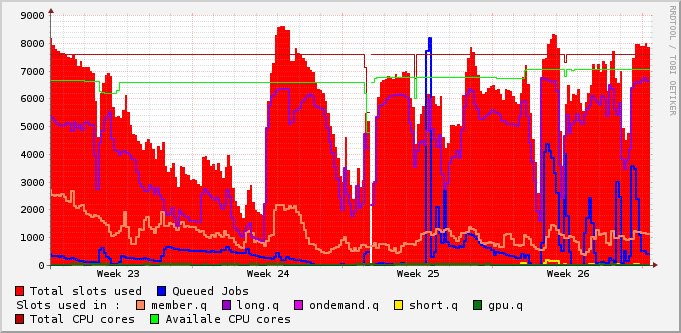 9000
8000
7000
6000
5000
4000
3000
2000
1000
0
Week 23 Week 24 Week 25 Week 26
RRDTOOL / TOBI OETIKER
Total slots used Queued Jobs
Slots used in : member.q long.q ondemand.q short.q gpu.q
Total CPU cores Availale CPU cores